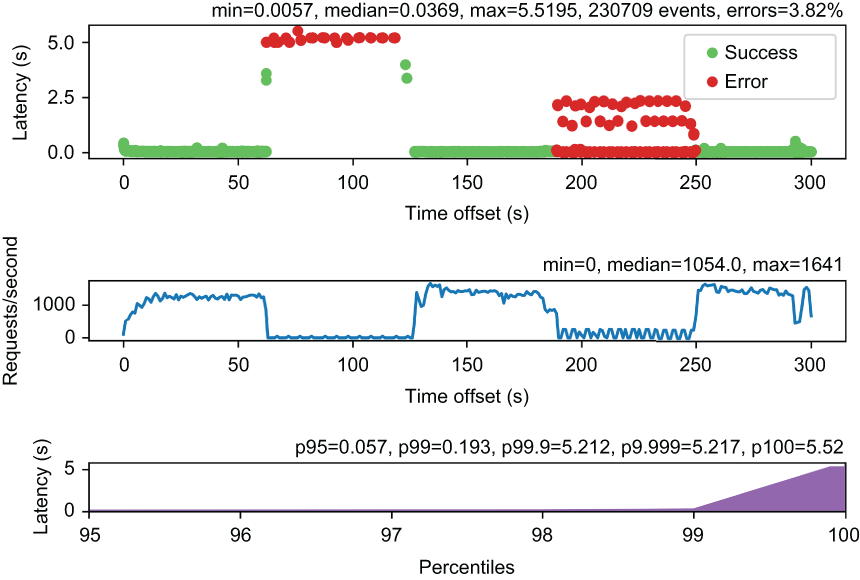 min=0.0057, median=0.0369, max=5.5195, 230709 events, errors=3.82%
Latency (s)
5.0
2.5
0.0
Success
Error
0 50 100 150 200 250 300
Time offset (s)
min=0, median=1054.0, max=1641
Requests/second
1000
0
0 50 100 150 200 250 300
Time offset (s)
p95=0.057, p99=0.193, p99.9=5.212, p9.999=5.217, p100=5.52
Latency (s)
5
0
95 96 97 98 99 100
Percentiles